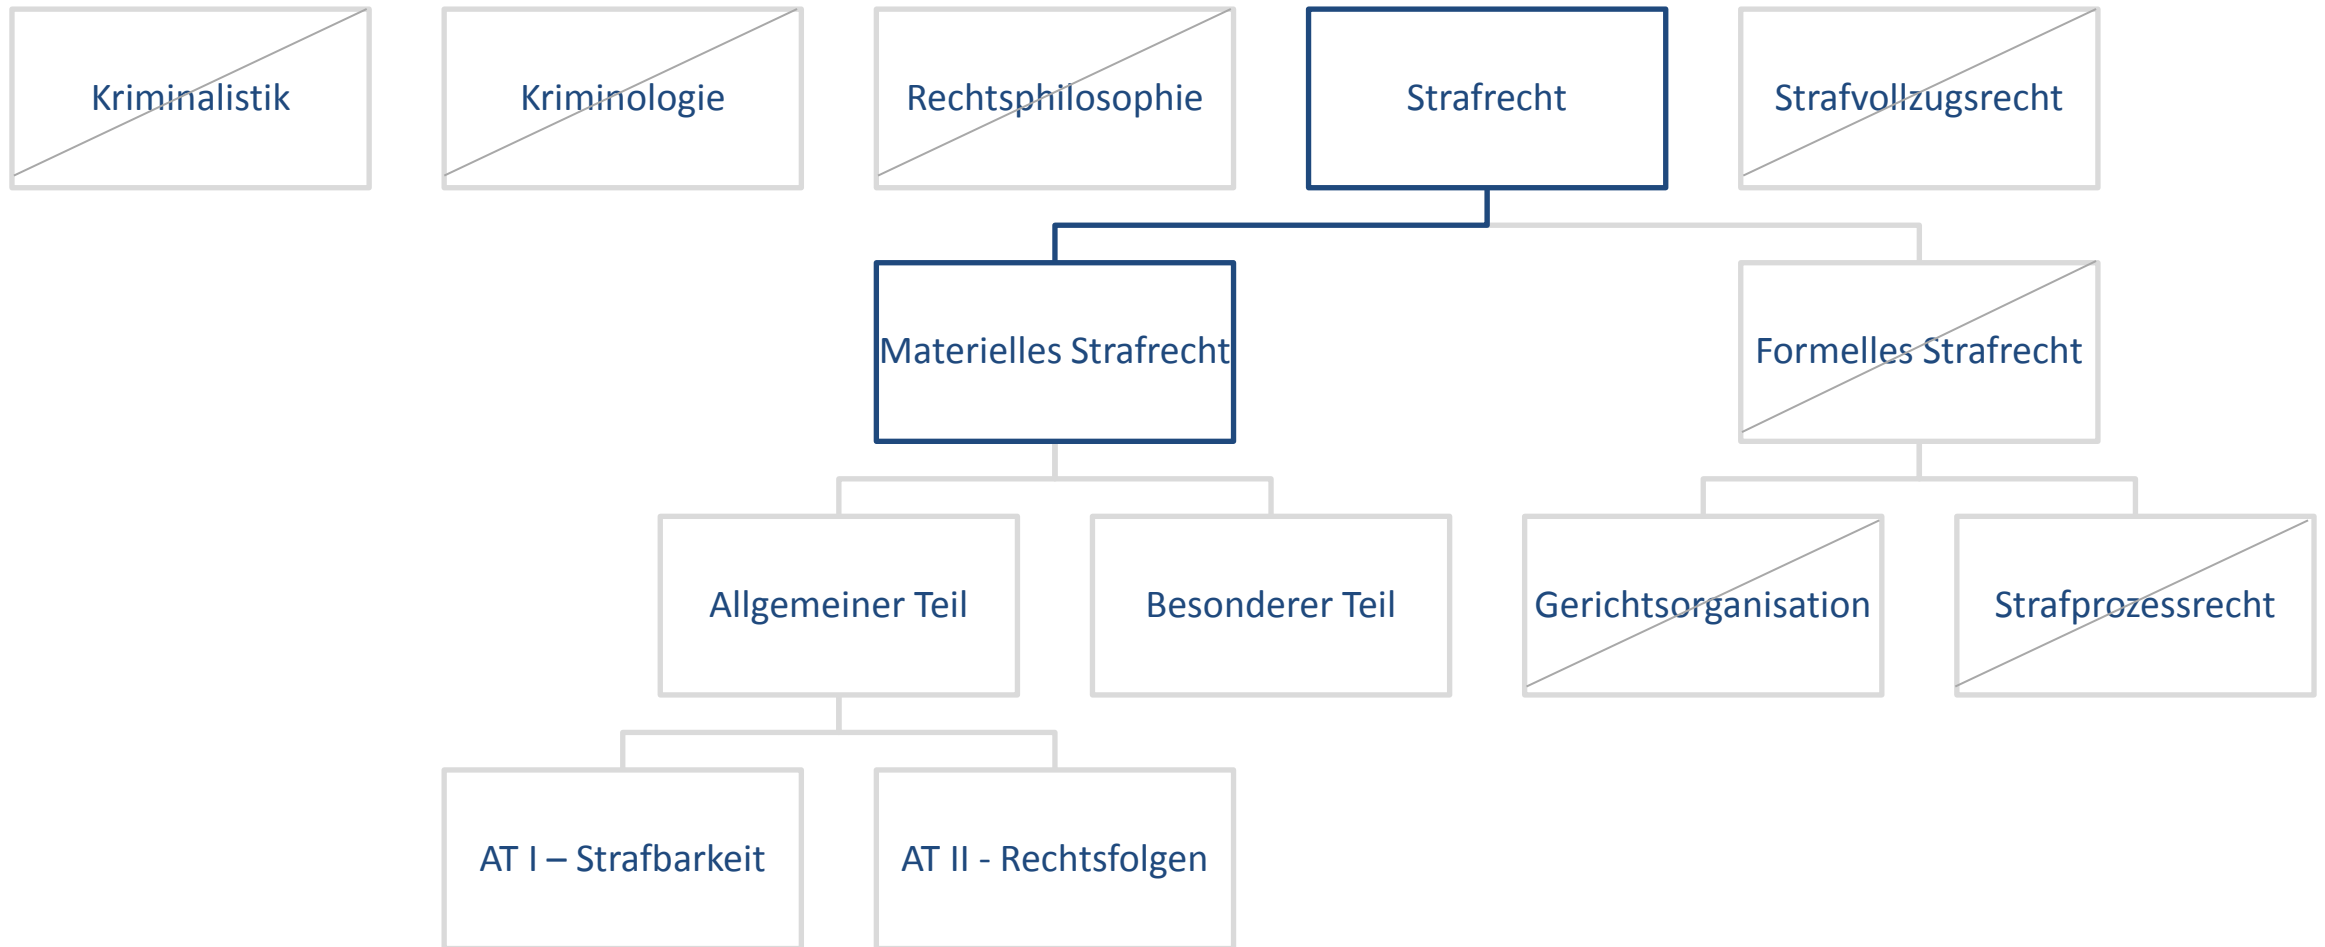 Kriminalistik
Kriminologie
Rechtsphilosophie
Strafrecht
Strafvollzugsrecht
Materielles Strafrecht
Formelles Strafrecht
Allgemeiner Teil
Besonderer Teil
Gerichtsorganisation
Strafprozessrecht
AT I – Strafbarkeit
AT II - Rechtsfolgen